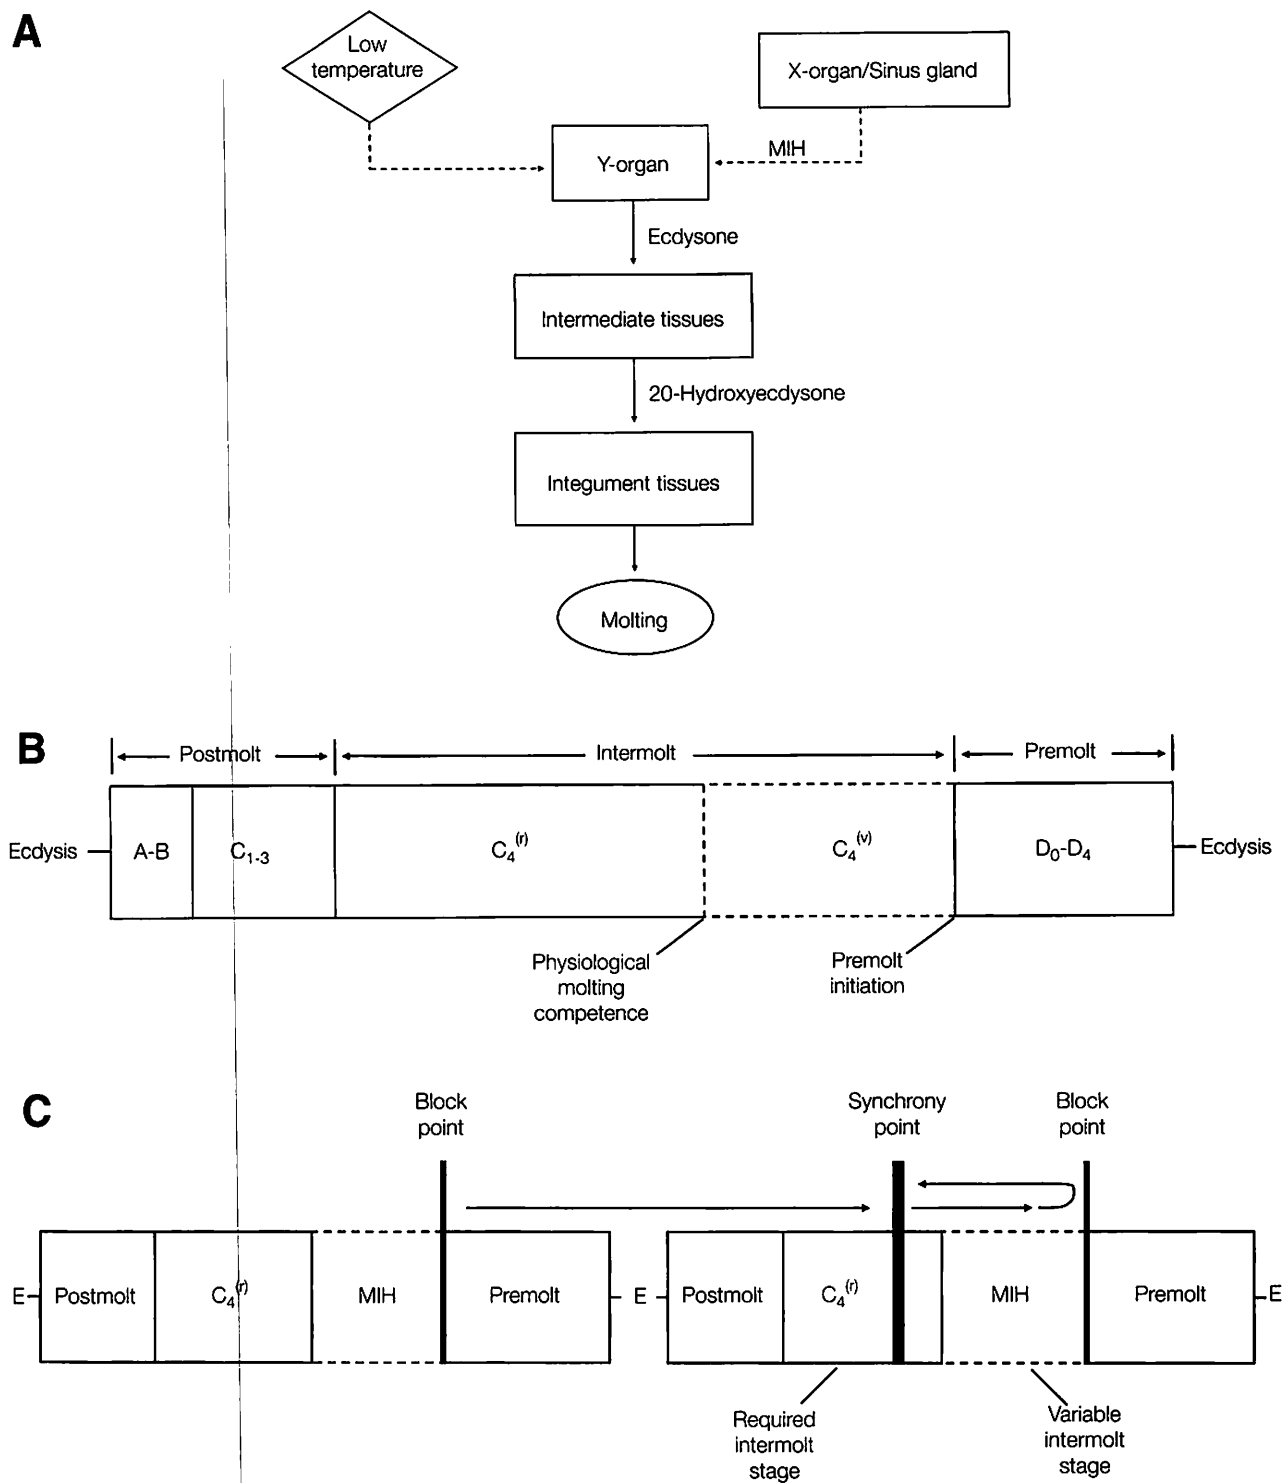 A
Low
temperature
X-organ/Sinus gland
MIH
Y-organ
Ecdysone
Intermediate tissues
20-Hydroxyecdysone
Integument tissues
Molting
B
Postmolt
Intermolt
Premolt
Ecdysis
A-B
C1-3
C4(r)
C4(v)
D0-D4
Ecdysis
Physiological
molting
competence
Premolt
initiation
C
Block
point
Synchrony
point
Block
point
E
Postmolt
C4(r)
MIH
Premolt
E
Postmolt
C4(r)
MIH
Premolt
E
Required
intermolt
stage
Variable
intermolt
stage